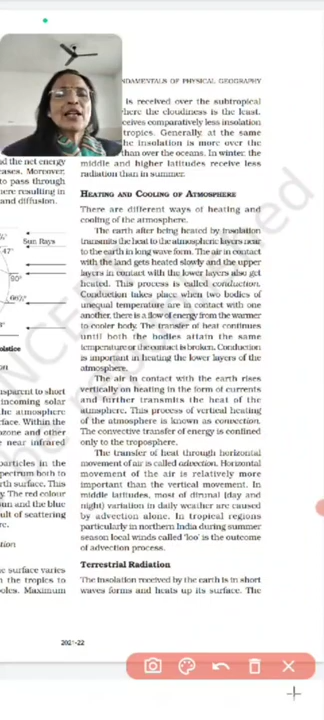 NDAMENTALS OF PHYSICAL GEOGRAPHY
is received over the subtropical
here the cloudiness is the least.
ceives comparatively less insolation
tropics. Generally, at the same
he insolation is more over the
than over the oceans. In winter, the
middle and higher latitudes receive less
radiation than in summer.
HEATING AND COOLING OF ATMOSPHERE
There are different ways of heating and
cooling of the atmosphere.
The earth after being heated by insolation
transmits the heat to the atmospheric layers near
to the earth in long wave form. The air in contact
with the land gets heated slowly and the upper
layers in contact with the lower layers also get
heated. This process is called conduction.
Conduction takes place when two bodies of
unequal temperature are in contact with one
another, there is a flow of energy from the warmer
to cooler body. The transfer of heat continues
until both the bodies attain the same
temperature or the contact is broken. Conduction
is important in heating the lower layers of the
atmosphere.
The air in contact with the earth rises
vertically on heating in the form of currents
and further transmits the heat of the
atmsphere. This process of vertical heating
of the atmosphere is known as convection.
The convective transfer of energy is confined
only to the troposphere.
The transfer of heat through horizontal
movement of air is called advection. Horizontal
movement of the air is relatively more
important than the vertical movement. In
middle latitudes, most of dirunal (day and
night) variation in daily weather are caused
by advection alone. In tropical regions
particularly in northern India during summer
season local winds called 'loo' is the outcome
of advection process.
Terrestrial Radiation
The insolation received by the earth is in short
waves forms and heats up its surface. The
d the net energy
ases. Moreover,
to pass through
here resulting in
and diffusion.
Sun Rays
47°
90°
66½°
olstice
nsparent to short
incoming solar
he atmosphere
face. Within the
ozone and other
e near infrared
particles in the
pectrum both to
rth surface. This
y. The red colour
sun and the blue
ult of scattering
re.
tion
e surface varies
n the tropics to
oles. Maximum
2021-22